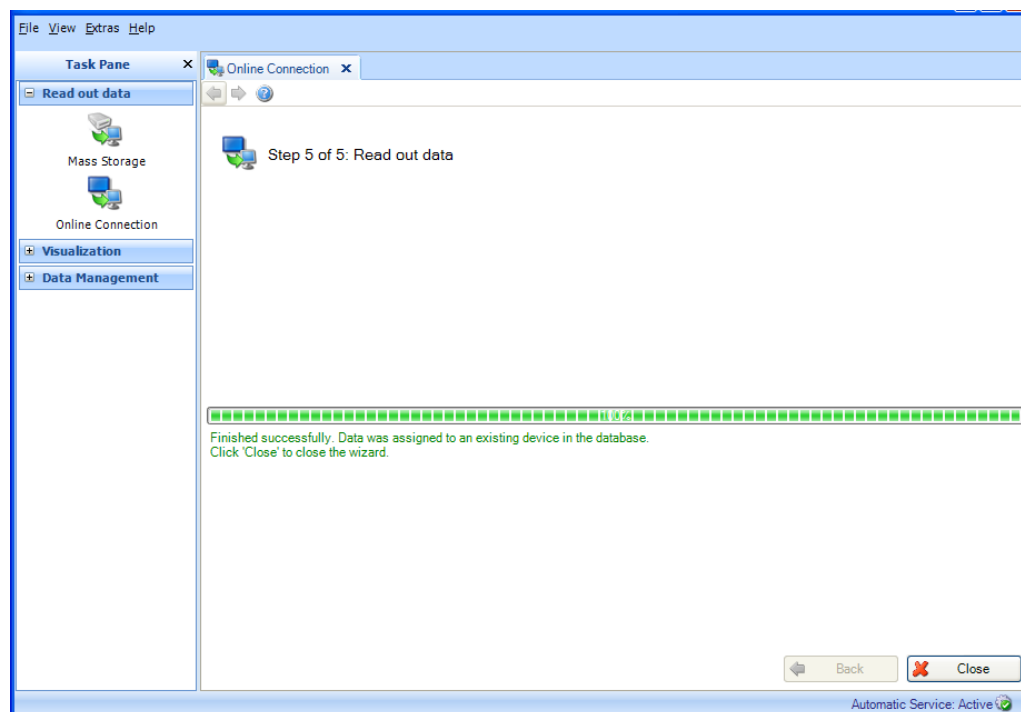 File View Extras Help
Task Pane
Online Connection
Read out data
Mass Storage
Online Connection
Visualization
Data Management
Step 5 of 5: Read out data
100%
Finished successfully. Data was assigned to an existing device in the database.
Click 'Close' to close the wizard.
Back
Close
Automatic Service: Active